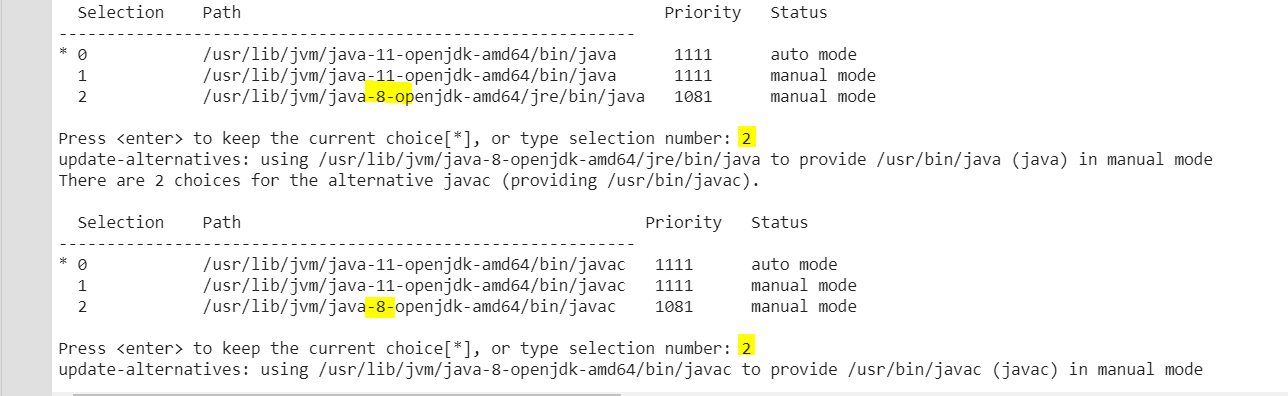 Selection Path Priority Status
------------------------------------------------------------
* 0 /usr/lib/jvm/java-11-openjdk-amd64/bin/java 1111 auto mode
1 /usr/lib/jvm/java-11-openjdk-amd64/bin/java 1111 manual mode
2 /usr/lib/jvm/java-8-openjdk-amd64/jre/bin/java 1081 manual mode
Press <enter> to keep the current choice[*], or type selection number: 2
update-alternatives: using /usr/lib/jvm/java-8-openjdk-amd64/jre/bin/java to provide /usr/bin/java (java) in manual mode
There are 2 choices for the alternative javac (providing /usr/bin/javac).
Selection Path Priority Status
------------------------------------------------------------
* 0 /usr/lib/jvm/java-11-openjdk-amd64/bin/javac 1111 auto mode
1 /usr/lib/jvm/java-11-openjdk-amd64/bin/javac 1111 manual mode
2 /usr/lib/jvm/java-8-openjdk-amd64/bin/javac 1081 manual mode
Press <enter> to keep the current choice[*], or type selection number: 2
update-alternatives: using /usr/lib/jvm/java-8-openjdk-amd64/bin/javac to provide /usr/bin/javac (javac) in manual mode